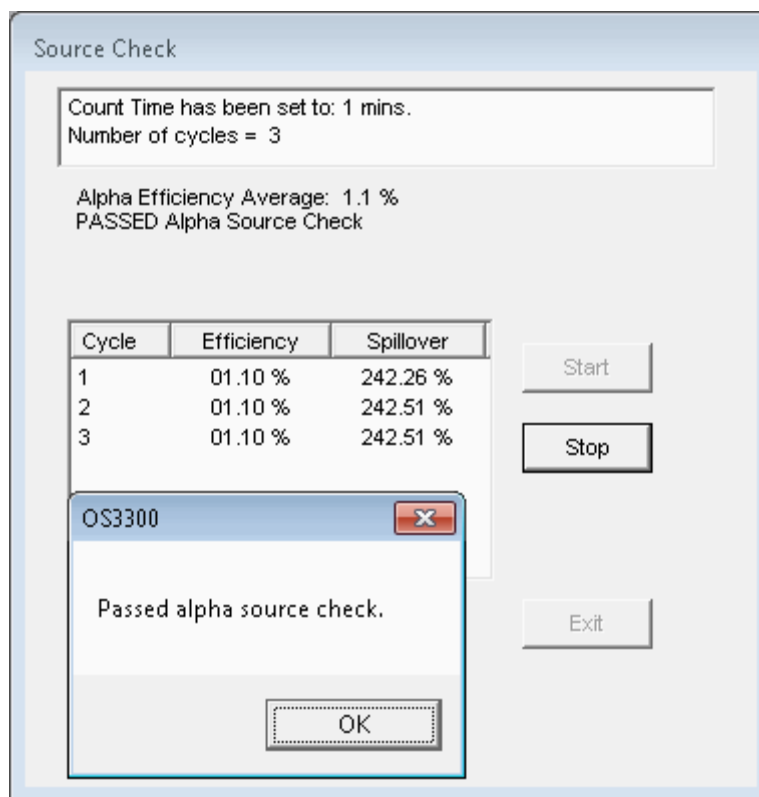 Source Check
Count Time has been set to: 1 mins.
Number of cycles = 3
Alpha Efficiency Average: 1.1 %
PASSED Alpha Source Check
Cycle Efficiency Spillover
1 01.10 % 242.26 %
2 01.10 % 242.51 %
3 01.10 % 242.51 %
Start
Stop
OS3300
Passed alpha source check.
OK
Exit